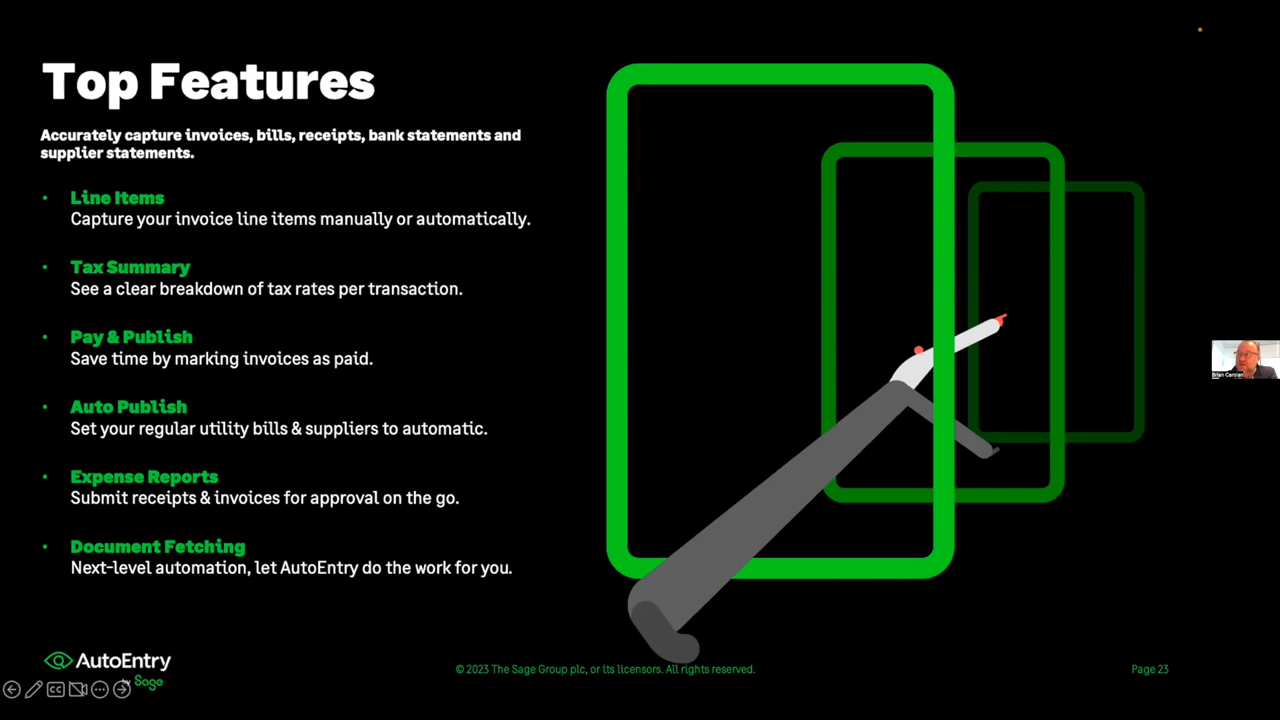 Top Features
Accurately capture invoices, bills, receipts, bank statements and
supplier statements.
• Line Items
Capture your invoice line items manually or automatically.
• Tax Summary
See a clear breakdown of tax rates per transaction.
• Pay & Publish
Save time by marking invoices as paid.
• Auto Publish
Set your regular utility bills & suppliers to automatic.
• Expense Reports
Submit receipts & invoices for approval on the go.
• Document Fetching
Next-level automation, let AutoEntry do the work for you.
AutoEntry
by Sage
CC
© 2023 The Sage Group plc, or its licensors. All rights reserved.
Page 23
Brian